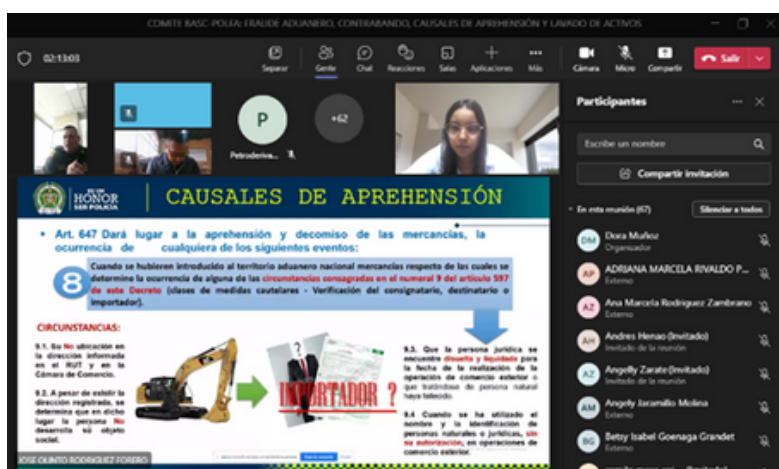 COMITE BASC-POLFA: FRAUDE ADUANERO, CONTRABANDO, CAUSALES DE APREHENSIÓN Y LAVADO DE ACTIVOS
02:13:03
Separar
Gente
Chat
Reacciones
Salas
Aplicaciones
Más
Cámara
Micro
Compartir
Salir
P
Petroderiva...
+62
Participantes
Escribe un nombre
Compartir invitación
En esta reunión (67)
Silenciar a todos
DM
Dora Muñoz
Organizador
AP
ADRIANA MARCELA RIVALDO P...
Externo
AZ
Ana Marcela Rodriguez Zambrano
Externo
AH
Andres Henao (Invitado)
Invitado de la reunión
AZ
Angelly Zarate (Invitado)
Invitado de la reunión
AM
Angely Jaramillo Molina
Externo
BG
Betsy Isabel Goenaga Grandet
Externo
ES UN
HONOR
SER POLICÍA
CAUSALES DE APREHENSIÓN
Art. 647 Dará lugar a la aprehensión y decomiso de las mercancías, la
ocurrencia de cualquiera de los siguientes eventos:
8
Cuando se hubieren introducido al territorio aduanero nacional mercancías respecto de las cuales se
determine la ocurrencia de alguna de las circunstancias consagradas en el numeral 9 del artículo 597
de este Decreto (clases de medidas cautelares - Verificación del consignatario, destinatario o
importador).
CIRCUNSTANCIAS:
9.1. Su No ubicación en
la dirección informada
en el RUT y en la
Cámara de Comercio.
9.2. A pesar de existir la
dirección registrada, se
determina que en dicho
lugar la persona No
desarrolla su objeto
social.
IMPORTADOR ?
9.3. Que la persona jurídica se
encuentre disuelta y liquidada para
la fecha de la realización de la
operación de comercio exterior o
que tratándose de persona natural
haya fallecido.
9.4 Cuando se ha utilizado el
nombre y la identificación de
personas naturales o jurídicas, sin
su autorización, en operaciones de
comercio exterior.
JOSE OLINTO RODRIGUEZ FORERO